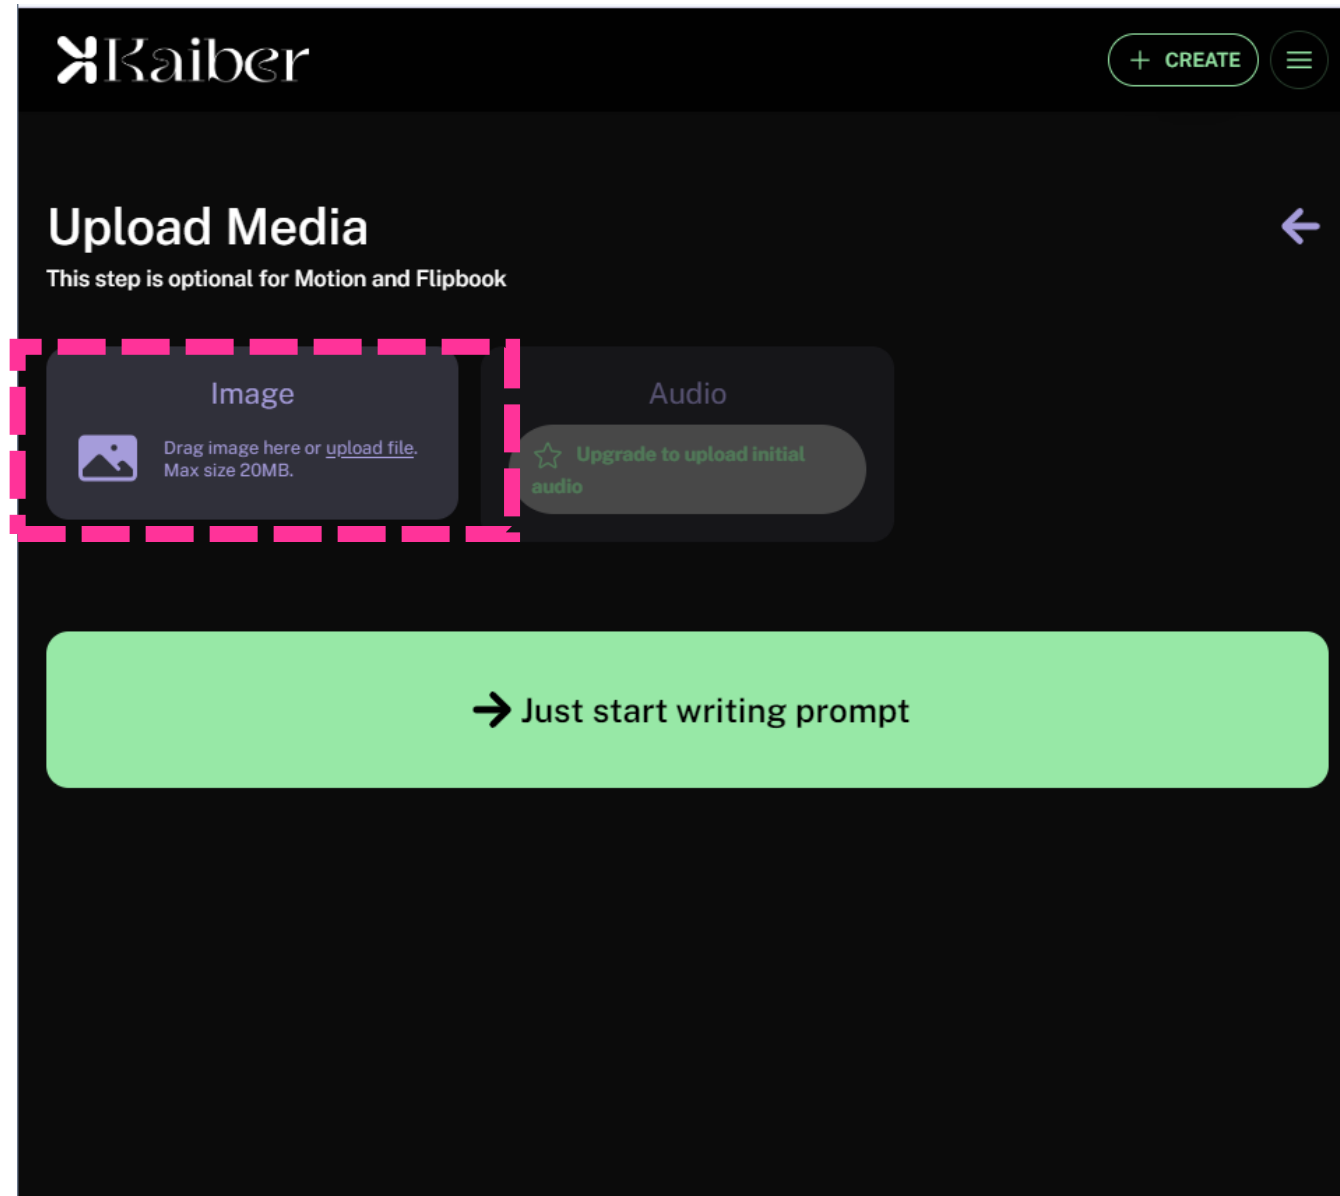 Kaiber
CREATE
Upload Media
This step is optional for Motion and Flipbook
Image
Drag image here or upload file.
Max size 20MB.
Audio
Upgrade to upload initial
audio
Just start writing prompt